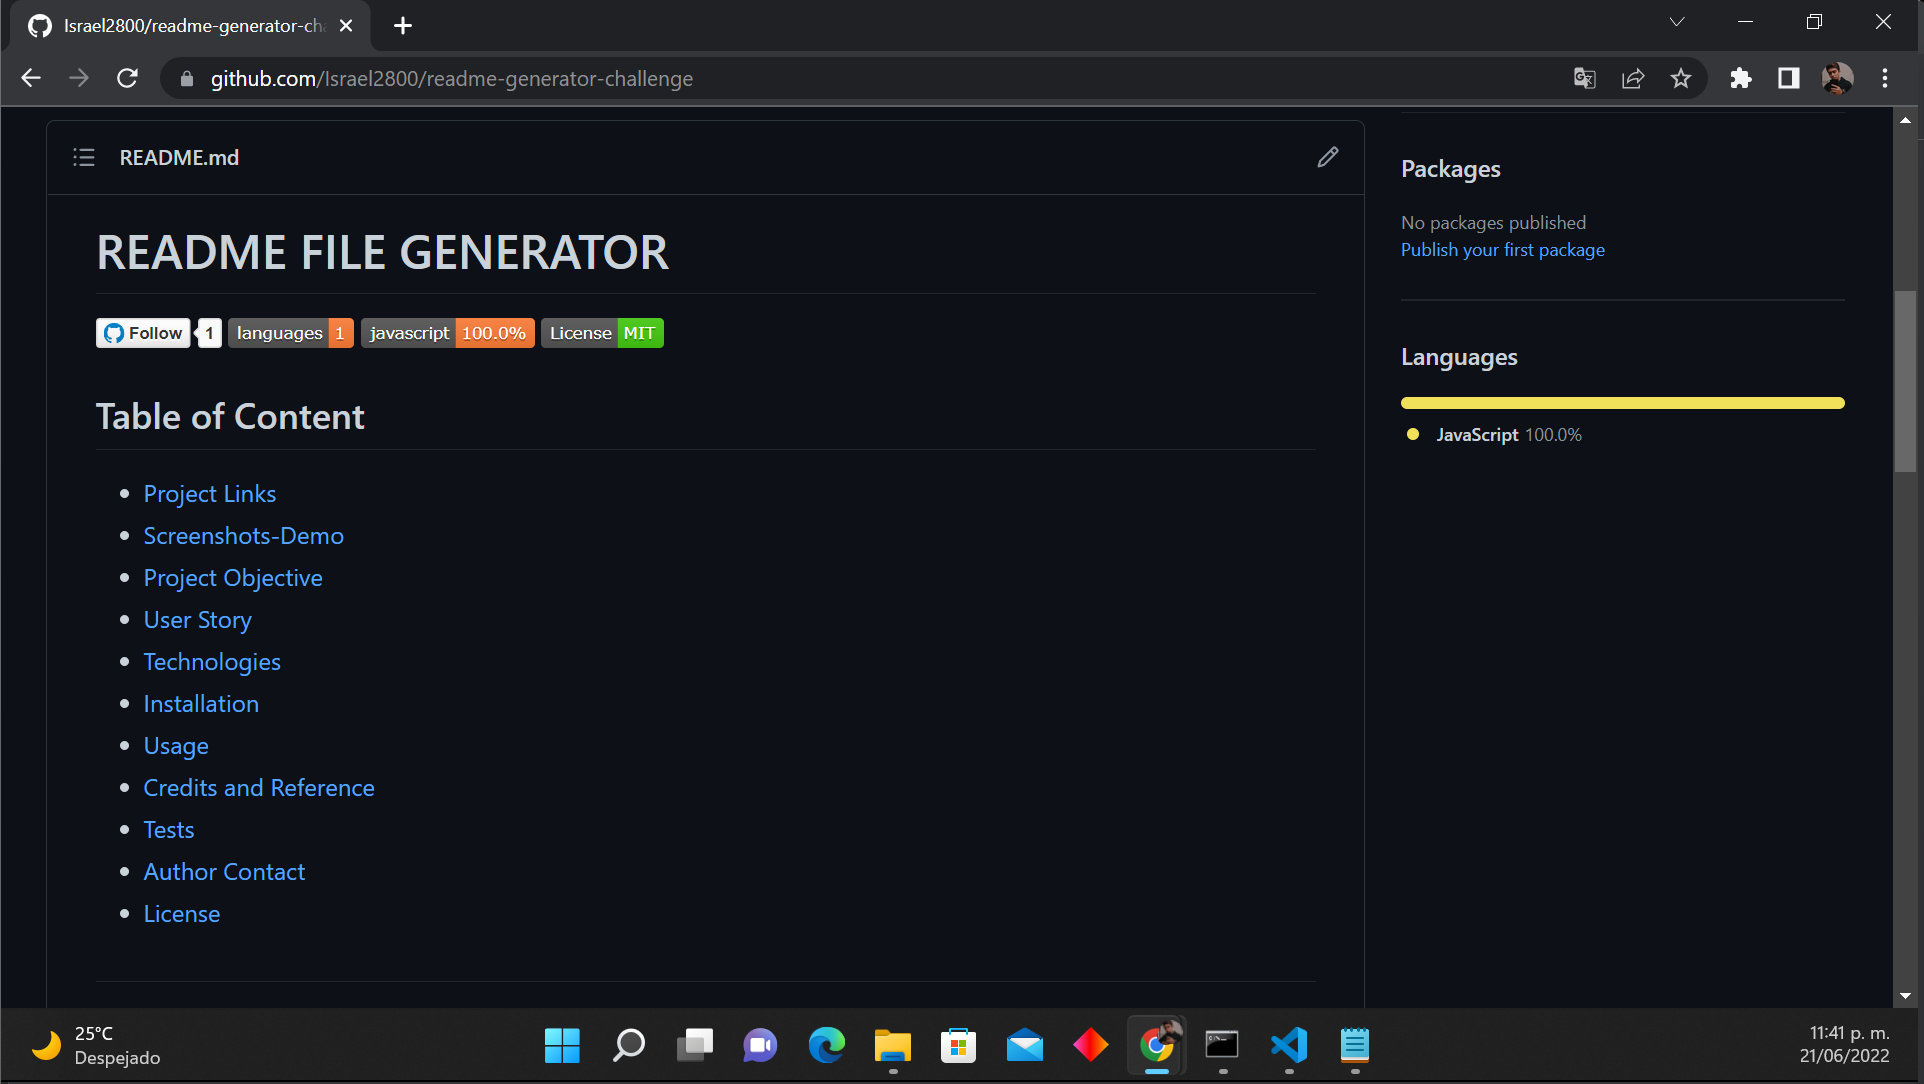 Israel2800/readme-generator-ch
github.com/Israel2800/readme-generator-challenge
README.md
README FILE GENERATOR
Follow 1 languages 1 javascript 100.0% License MIT
Table of Content
Project Links
Screenshots-Demo
Project Objective
User Story
Technologies
Installation
Usage
Credits and Reference
Tests
Author Contact
License
Packages
No packages published
Publish your first package
Languages
JavaScript 100.0%
25°C
Despejado
11:41 p. m.
21/06/2022